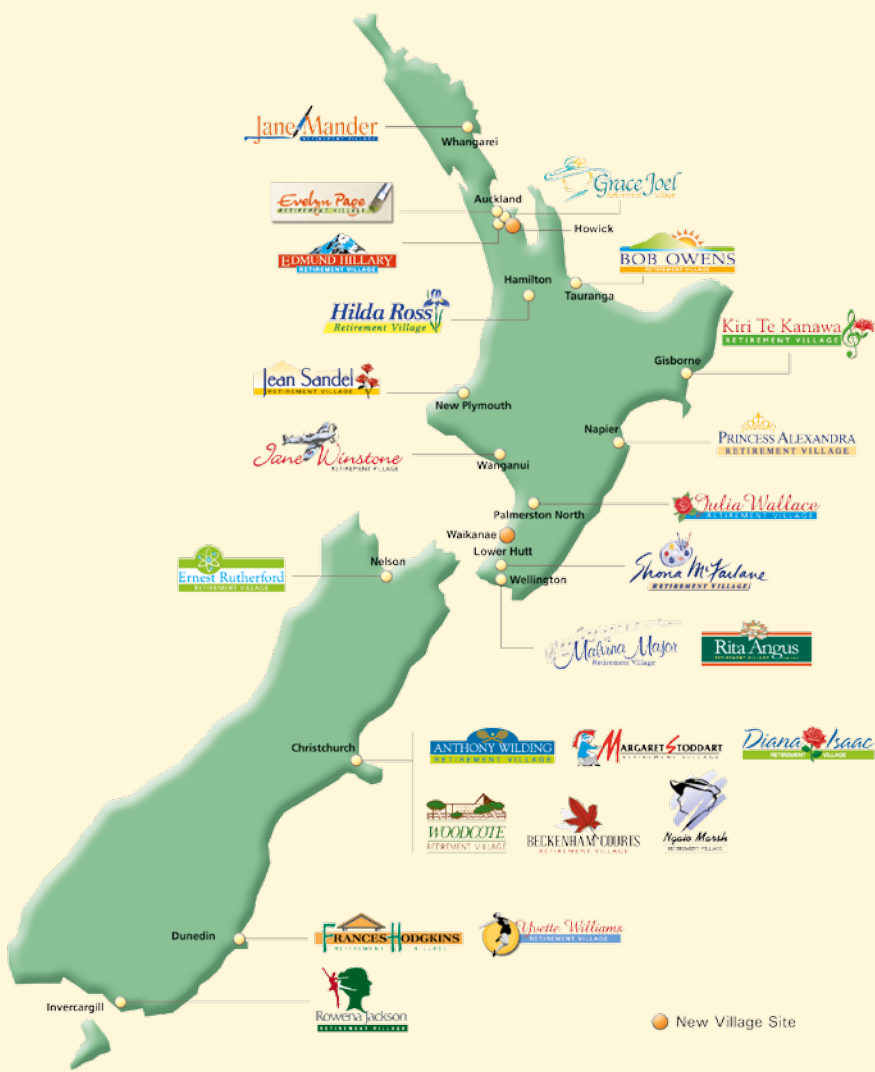 Jane Mander
RETIREMENT VILLAGE
Whangarei
Grace Joel
Retirement Village
Auckland
Evelyn Page
RETIREMENT VILLAGE
Howick
EDMUND HILLARY
RETIREMENT VILLAGE
BOB OWENS
RETIREMENT VILLAGE
Hamilton
Tauranga
Hilda Ross
Retirement Village
Kiri Te Kanawa
RETIREMENT VILLAGE
Gisborne
Jean Sandel
RETIREMENT VILLAGE
New Plymouth
Napier
PRINCESS ALEXANDRA
RETIREMENT VILLAGE
Jane Winstone
RETIREMENT VILLAGE
Wanganui
Julia Wallace
RETIREMENT VILLAGE
Palmerston North
Waikanae
Lower Hutt
Nelson
Ernest Rutherford
RETIREMENT VILLAGE
Wellington
Shona McFarlane
RETIREMENT VILLAGE
Malvina Major
Retirement Village
Rita Angus
RETIREMENT VILLAGE
Christchurch
ANTHONY WILDING
RETIREMENT VILLAGE
MARGARET STODDART
RETIREMENT VILLAGE
Diana Isaac
RETIREMENT VILLAGE
WOODCOTE
RETIREMENT VILLAGE
BECKENHAM COURTS
RETIREMENT VILLAGE
Ngaio Marsh
RETIREMENT VILLAGE
Dunedin
FRANCES HODGKINS
RETIREMENT VILLAGE
Yvette Williams
RETIREMENT VILLAGE
Invercargill
Rowena Jackson
RETIREMENT VILLAGE
New Village Site